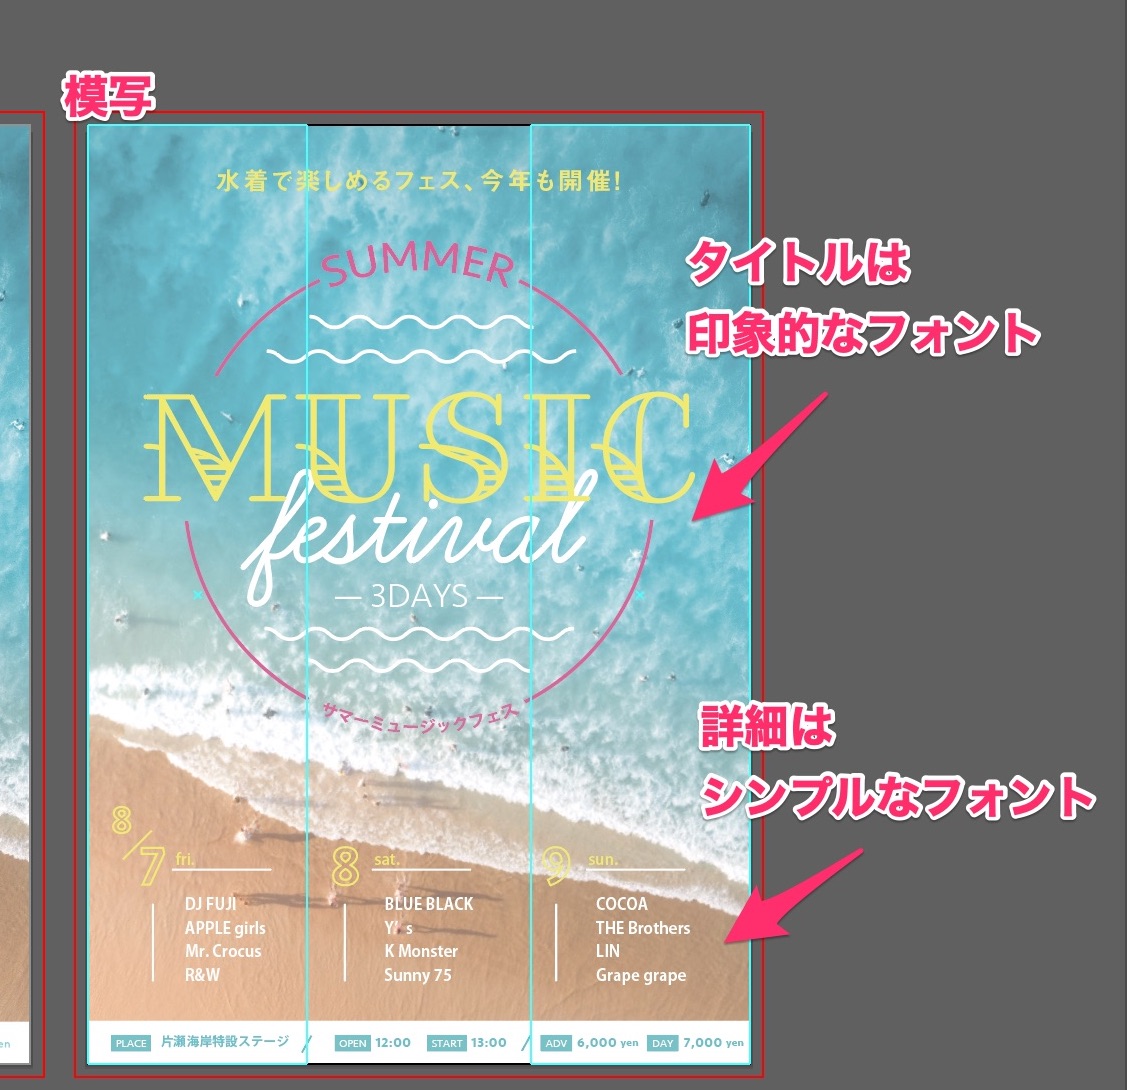 模写
水着で楽しめるフェス、今年も開催!
SUMMER
タイトルは
印象的なフォント
MUSIC
festival
— 3DAYS —
サマーミュージックフェス
詳細は
シンプルなフォント
8/7 fri.
DJ FUJI
APPLE girls
Mr. Crocus
R&W
8 sat.
BLUE BLACK
Y's
K Monster
Sunny 75
9 sun.
COCOA
THE Brothers
LIN
Grape grape
en
PLACE 片瀬海岸特設ステージ / OPEN 12:00 START 13:00 / ADV 6,000 yen DAY 7,000 yen